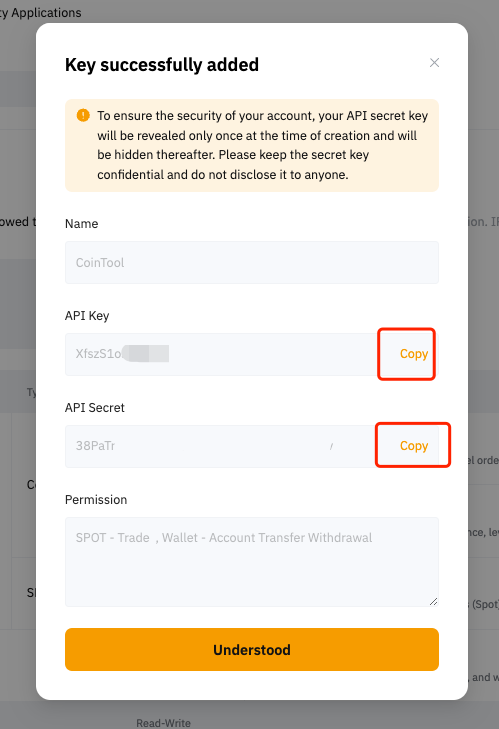 ty Applications
Key successfully added
To ensure the security of your account, your API secret key
will be revealed only once at the time of creation and will
be hidden thereafter. Please keep the secret key
confidential and do not disclose it to anyone.
Name
owed t
ion. If
CoinTool
API Key
XfszS1o
Copy
Ty
API Secret
38PaTr /
Copy
el orde
Co
Permission
nce, lev
SPOT - Trade , Wallet - Account Transfer Withdrawal
SP
s (Spot)
Understood
, and w
Read-Write